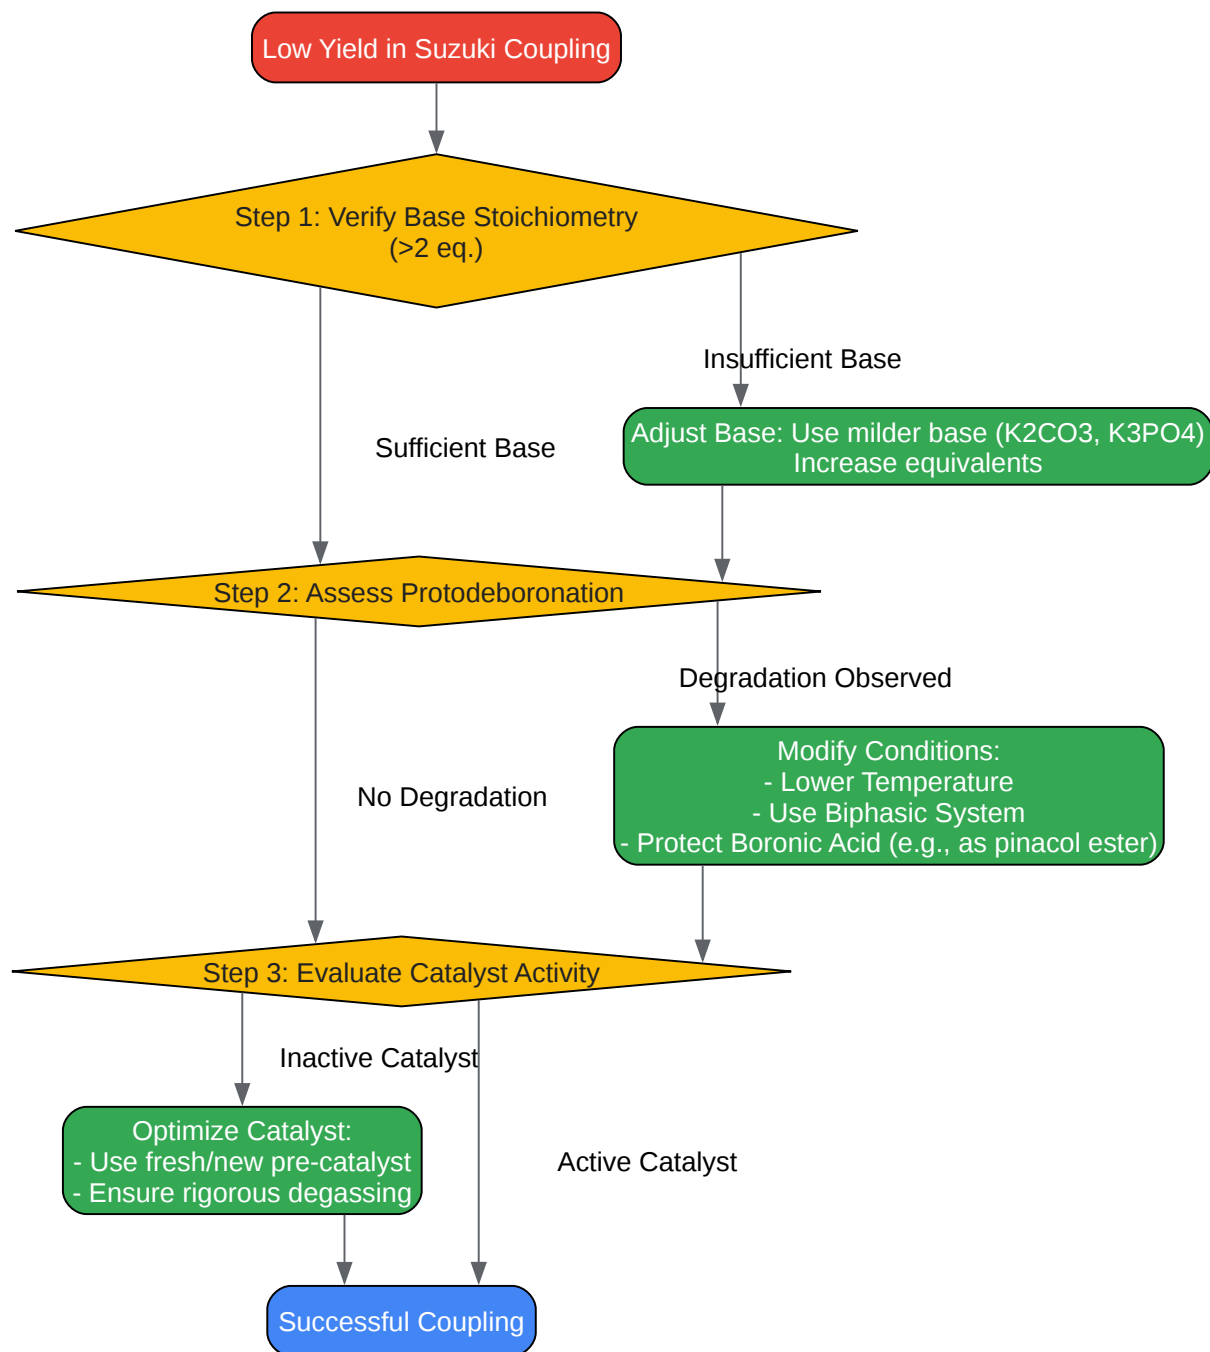 Low Yield in Suzuki Coupling
Step 1: Verify Base Stoichiometry
(>2 eq.)
Insufficient Base
Adjust Base: Use milder base (K2CO3, K3PO4)
Increase equivalents
Sufficient Base
Step 2: Assess Protodeboronation
Degradation Observed
Modify Conditions:
- Lower Temperature
- Use Biphasic System
- Protect Boronic Acid (e.g., as pinacol ester)
No Degradation
Step 3: Evaluate Catalyst Activity
Inactive Catalyst
Optimize Catalyst:
- Use fresh/new pre-catalyst
- Ensure rigorous degassing
Active Catalyst
Successful Coupling